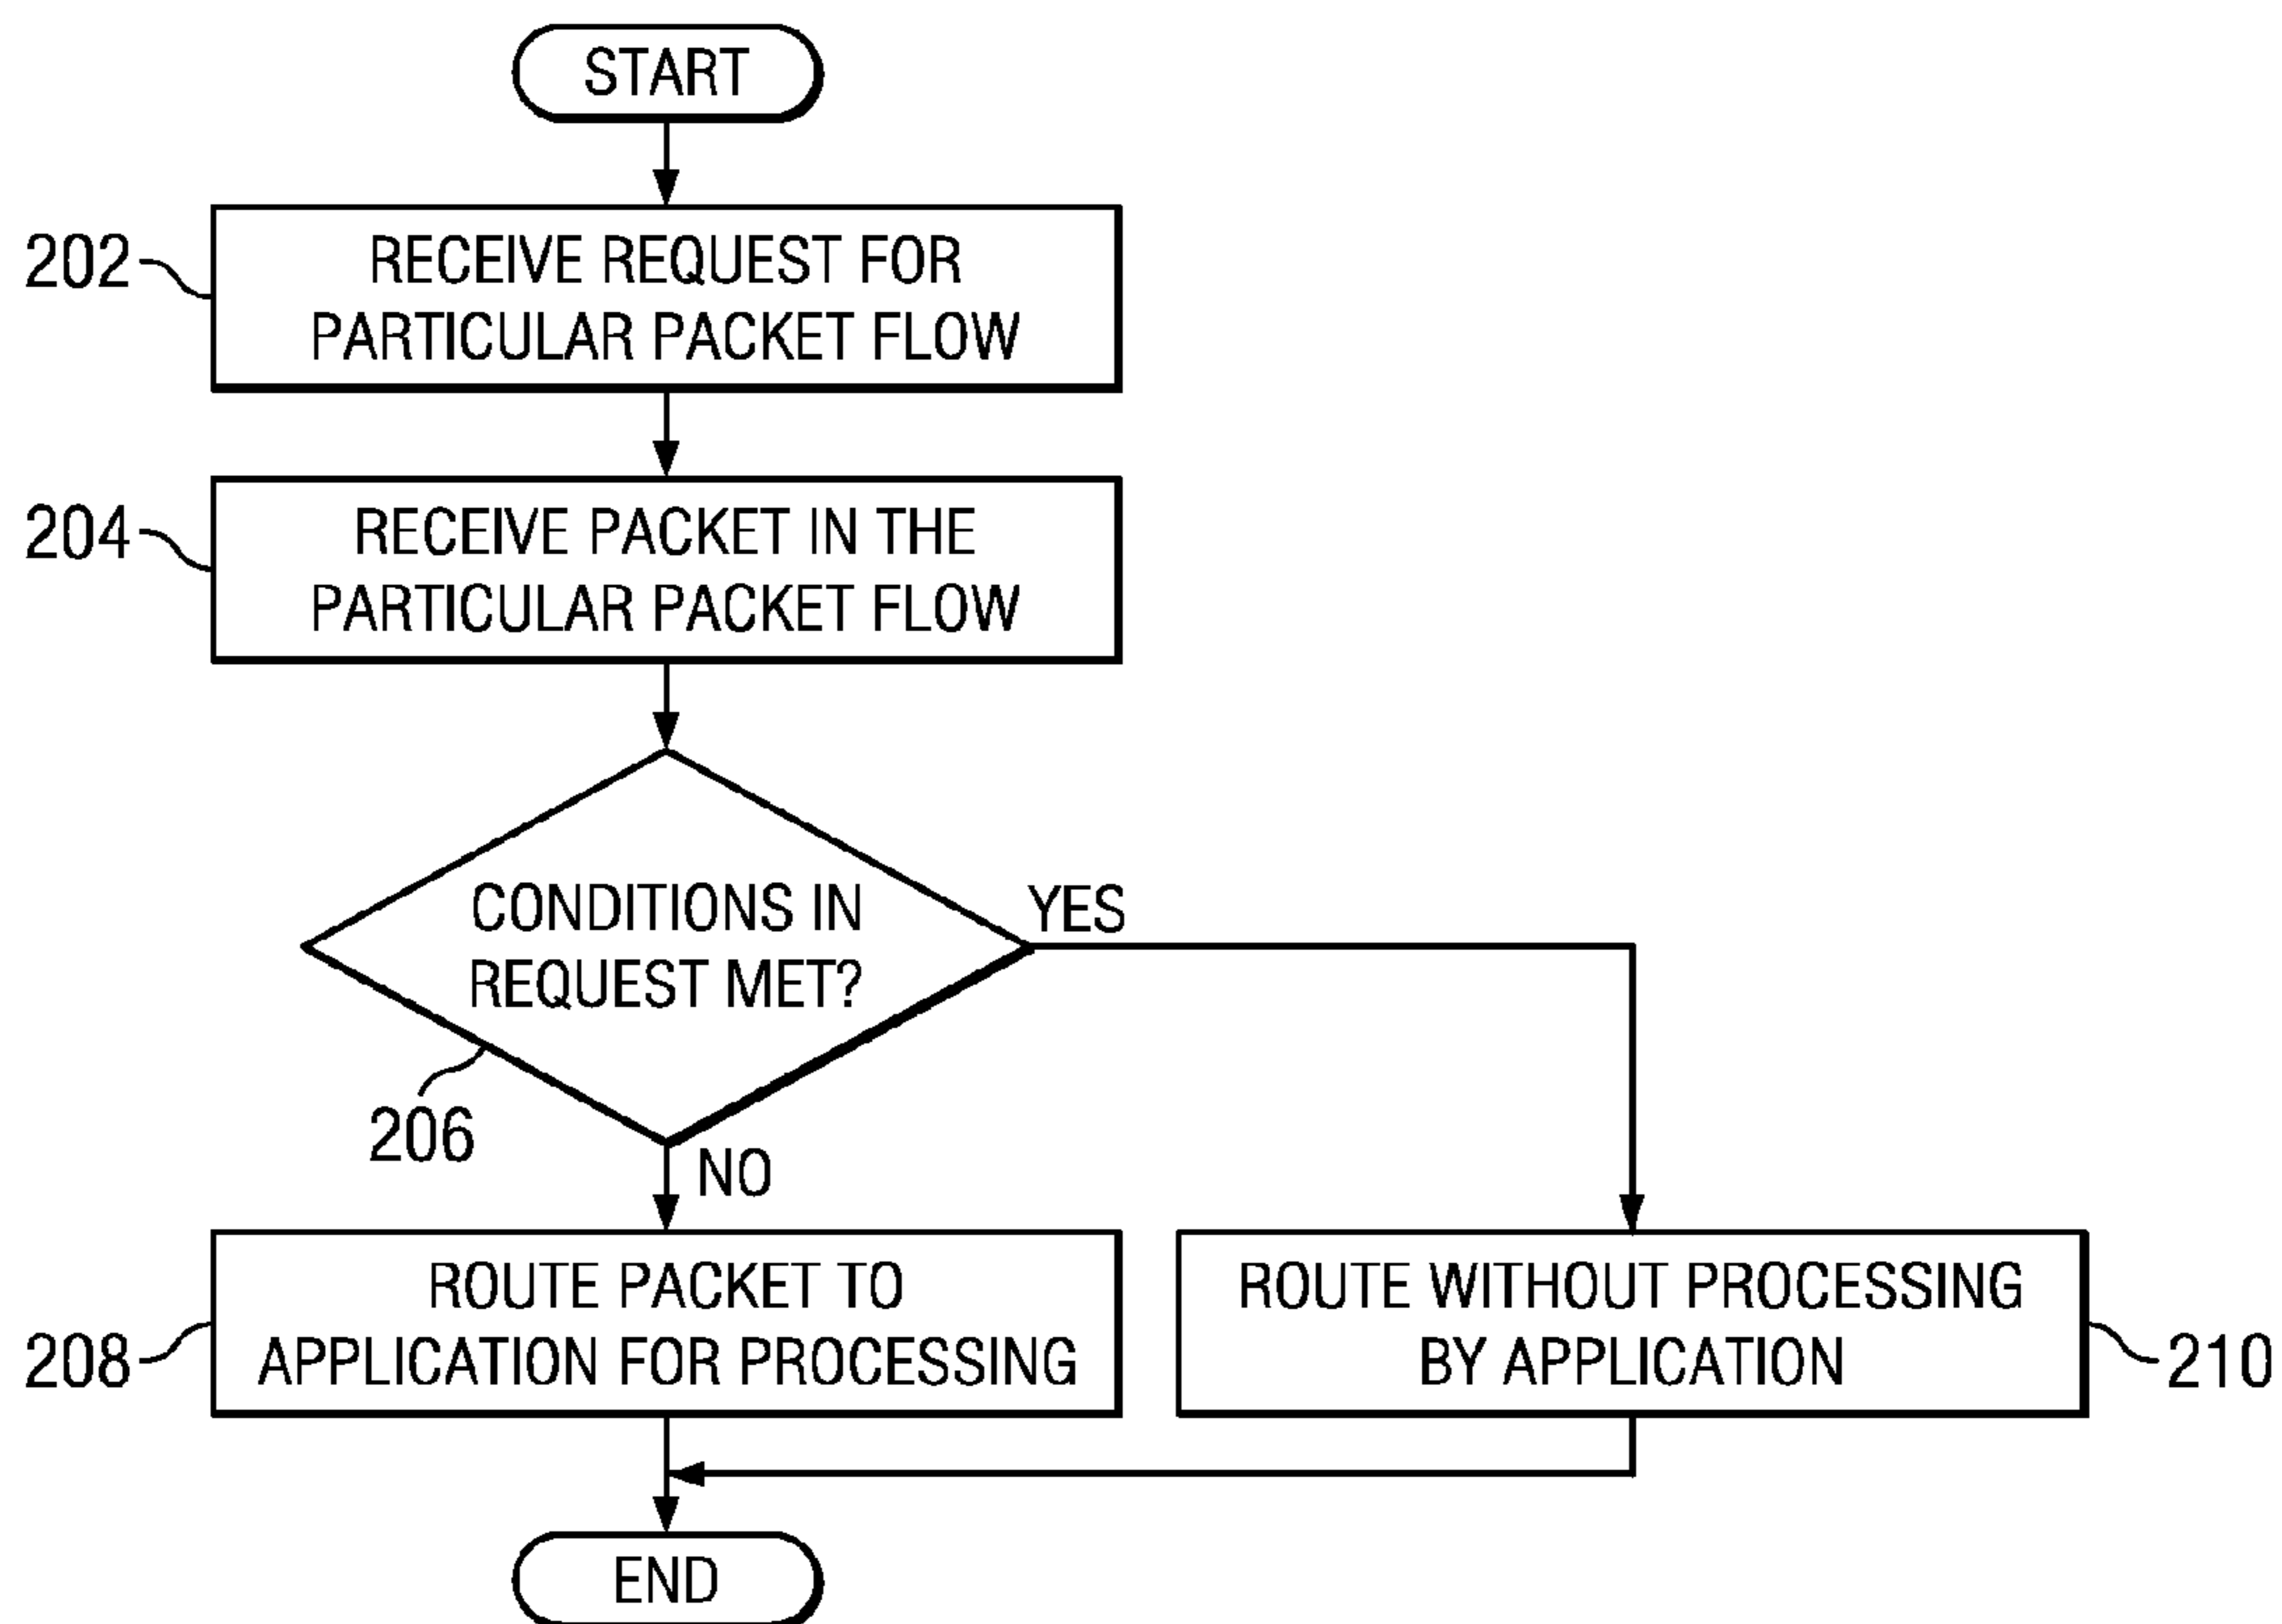 START
202
RECEIVE REQUEST FOR
PARTICULAR PACKET FLOW
204
RECEIVE PACKET IN THE
PARTICULAR PACKET FLOW
CONDITIONS IN
REQUEST MET?
YES
206
NO
208
ROUTE PACKET TO
APPLICATION FOR PROCESSING
ROUTE WITHOUT PROCESSING
BY APPLICATION
210
END